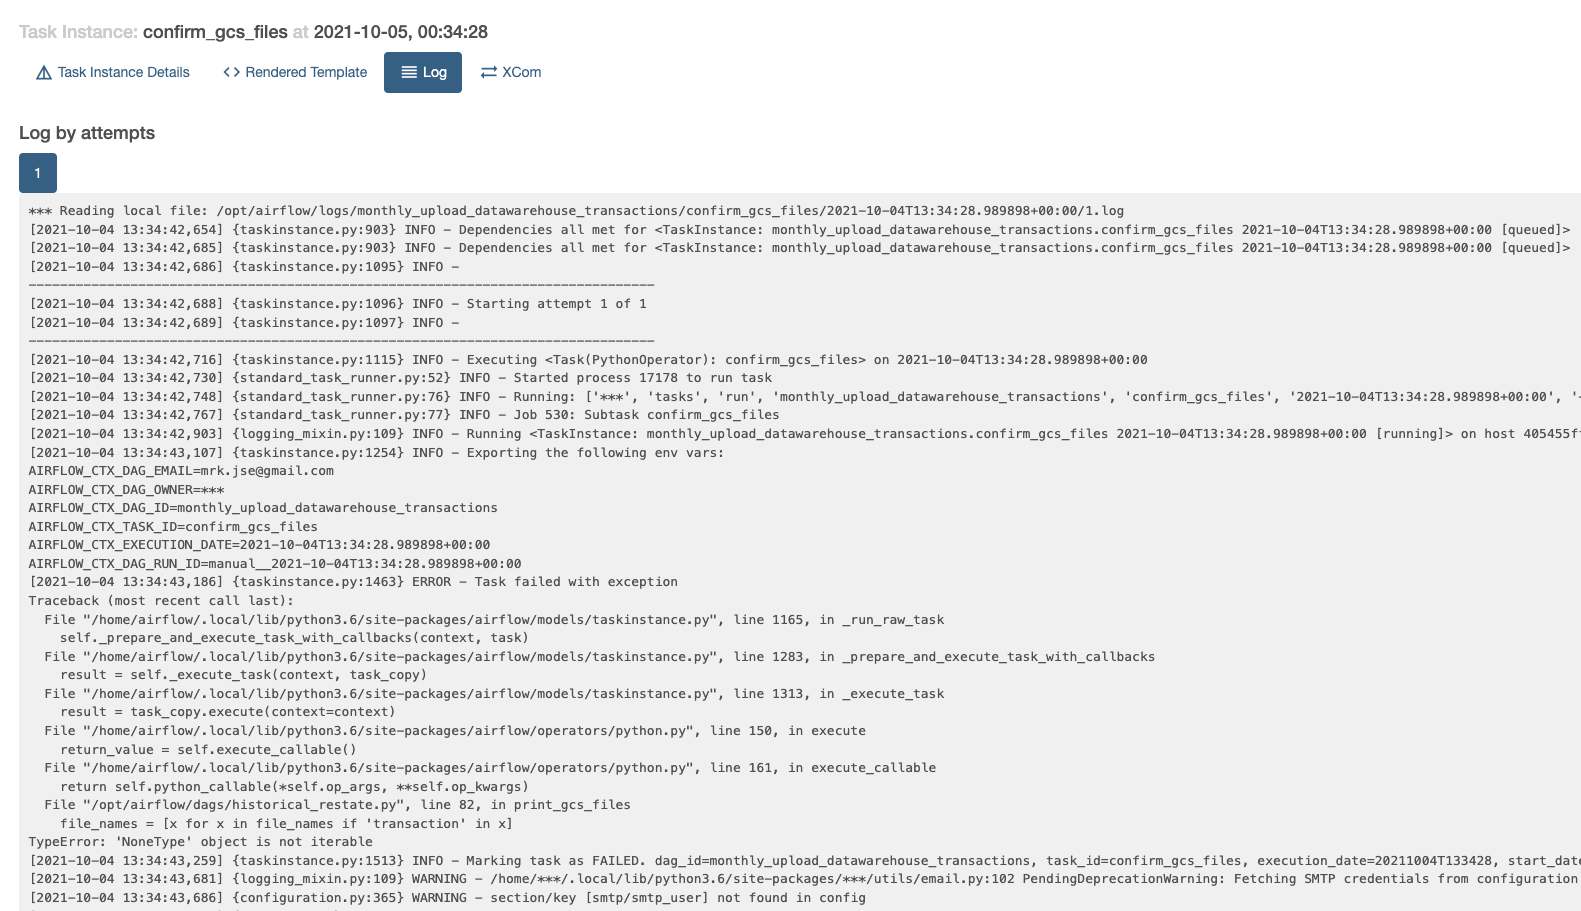 Task Instance: confirm_gcs_files at 2021-10-05, 00:34:28
Task Instance Details Rendered Template Log XCom
Log by attempts
1
*** Reading local file: /opt/airflow/logs/monthly_upload_datawarehouse_transactions/confirm_gcs_files/2021-10-04T13:34:28.989898+00:00/1.log
[2021-10-04 13:34:42,654] {taskinstance.py:903} INFO - Dependencies all met for <TaskInstance: monthly_upload_datawarehouse_transactions.confirm_gcs_files 2021-10-04T13:34:28.989898+00:00 [queued]>
[2021-10-04 13:34:42,685] {taskinstance.py:903} INFO - Dependencies all met for <TaskInstance: monthly_upload_datawarehouse_transactions.confirm_gcs_files 2021-10-04T13:34:28.989898+00:00 [queued]>
[2021-10-04 13:34:42,686] {taskinstance.py:1095} INFO -
--------------------------------------------------------------------------------
[2021-10-04 13:34:42,688] {taskinstance.py:1096} INFO - Starting attempt 1 of 1
[2021-10-04 13:34:42,689] {taskinstance.py:1097} INFO -
--------------------------------------------------------------------------------
[2021-10-04 13:34:42,716] {taskinstance.py:1115} INFO - Executing <Task(PythonOperator): confirm_gcs_files> on 2021-10-04T13:34:28.989898+00:00
[2021-10-04 13:34:42,730] {standard_task_runner.py:52} INFO - Started process 17178 to run task
[2021-10-04 13:34:42,748] {standard_task_runner.py:76} INFO - Running: ['***', 'tasks', 'run', 'monthly_upload_datawarehouse_transactions', 'confirm_gcs_files', '2021-10-04T13:34:28.989898+00:00', '-
[2021-10-04 13:34:42,767] {standard_task_runner.py:77} INFO - Job 530: Subtask confirm_gcs_files
[2021-10-04 13:34:42,903] {logging_mixin.py:109} INFO - Running <TaskInstance: monthly_upload_datawarehouse_transactions.confirm_gcs_files 2021-10-04T13:34:28.989898+00:00 [running]> on host 405455f
[2021-10-04 13:34:43,107] {taskinstance.py:1254} INFO - Exporting the following env vars:
AIRFLOW_CTX_DAG_EMAIL=mrk.jse@gmail.com
AIRFLOW_CTX_DAG_OWNER=***
AIRFLOW_CTX_DAG_ID=monthly_upload_datawarehouse_transactions
AIRFLOW_CTX_TASK_ID=confirm_gcs_files
AIRFLOW_CTX_EXECUTION_DATE=2021-10-04T13:34:28.989898+00:00
AIRFLOW_CTX_DAG_RUN_ID=manual__2021-10-04T13:34:28.989898+00:00
[2021-10-04 13:34:43,186] {taskinstance.py:1463} ERROR - Task failed with exception
Traceback (most recent call last):
  File "/home/airflow/.local/lib/python3.6/site-packages/airflow/models/taskinstance.py", line 1165, in _run_raw_task
    self._prepare_and_execute_task_with_callbacks(context, task)
  File "/home/airflow/.local/lib/python3.6/site-packages/airflow/models/taskinstance.py", line 1283, in _prepare_and_execute_task_with_callbacks
    result = self._execute_task(context, task_copy)
  File "/home/airflow/.local/lib/python3.6/site-packages/airflow/models/taskinstance.py", line 1313, in _execute_task
    result = task_copy.execute(context=context)
  File "/home/airflow/.local/lib/python3.6/site-packages/airflow/operators/python.py", line 150, in execute
    return_value = self.execute_callable()
  File "/home/airflow/.local/lib/python3.6/site-packages/airflow/operators/python.py", line 161, in execute_callable
    return self.python_callable(*self.op_args, **self.op_kwargs)
  File "/opt/airflow/dags/historical_restate.py", line 82, in print_gcs_files
    file_names = [x for x in file_names if 'transaction' in x]
TypeError: 'NoneType' object is not iterable
[2021-10-04 13:34:43,259] {taskinstance.py:1513} INFO - Marking task as FAILED. dag_id=monthly_upload_datawarehouse_transactions, task_id=confirm_gcs_files, execution_date=20211004T133428, start_date
[2021-10-04 13:34:43,681] {logging_mixin.py:109} WARNING - /home/***/.local/lib/python3.6/site-packages/***/utils/email.py:102 PendingDeprecationWarning: Fetching SMTP credentials from configuration
[2021-10-04 13:34:43,686] {configuration.py:365} WARNING - section/key [smtp/smtp_user] not found in config